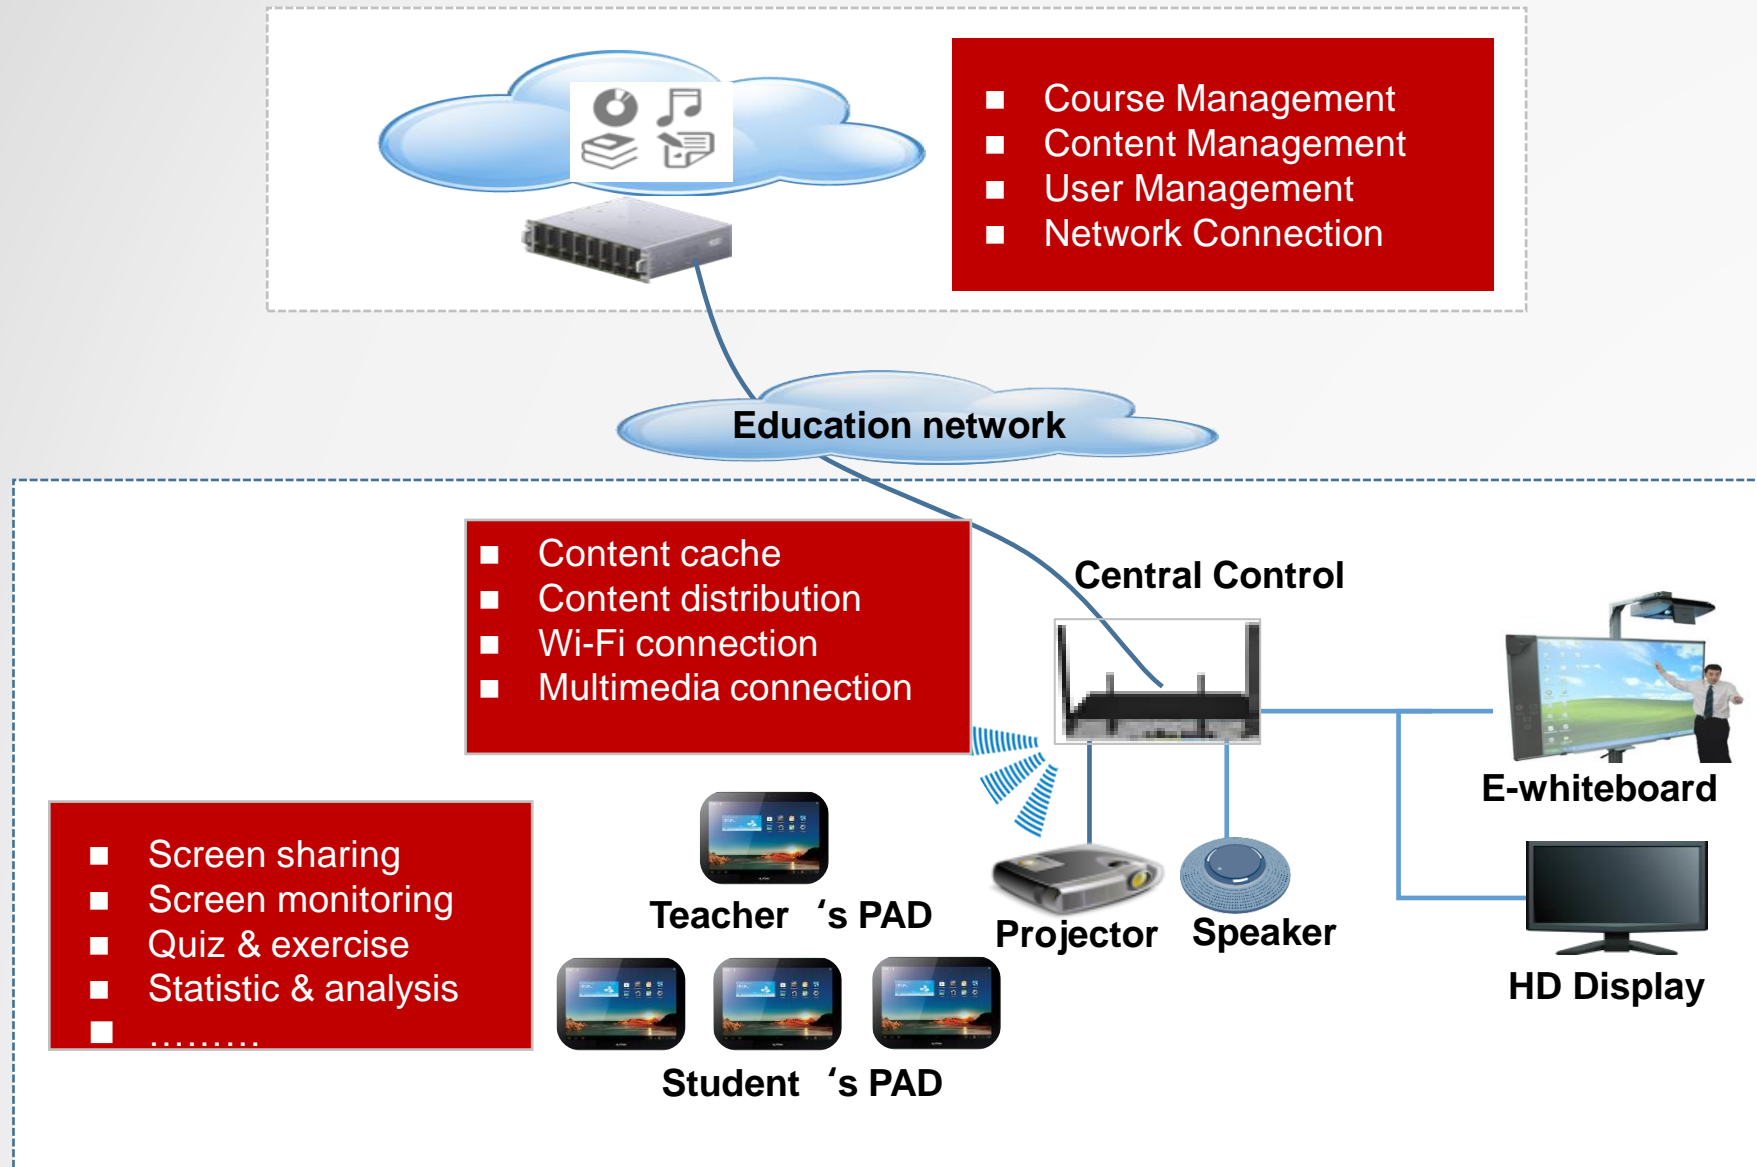 Course Management
Content Management
User Management
Network Connection
Education network
Content cache
Content distribution
Wi-Fi connection
Multimedia connection
Central Control
E-whiteboard
Screen sharing
Screen monitoring
Quiz & exercise
Statistic & analysis
………
Teacher ‘s PAD
Projector
Speaker
HD Display
Student ‘s PAD